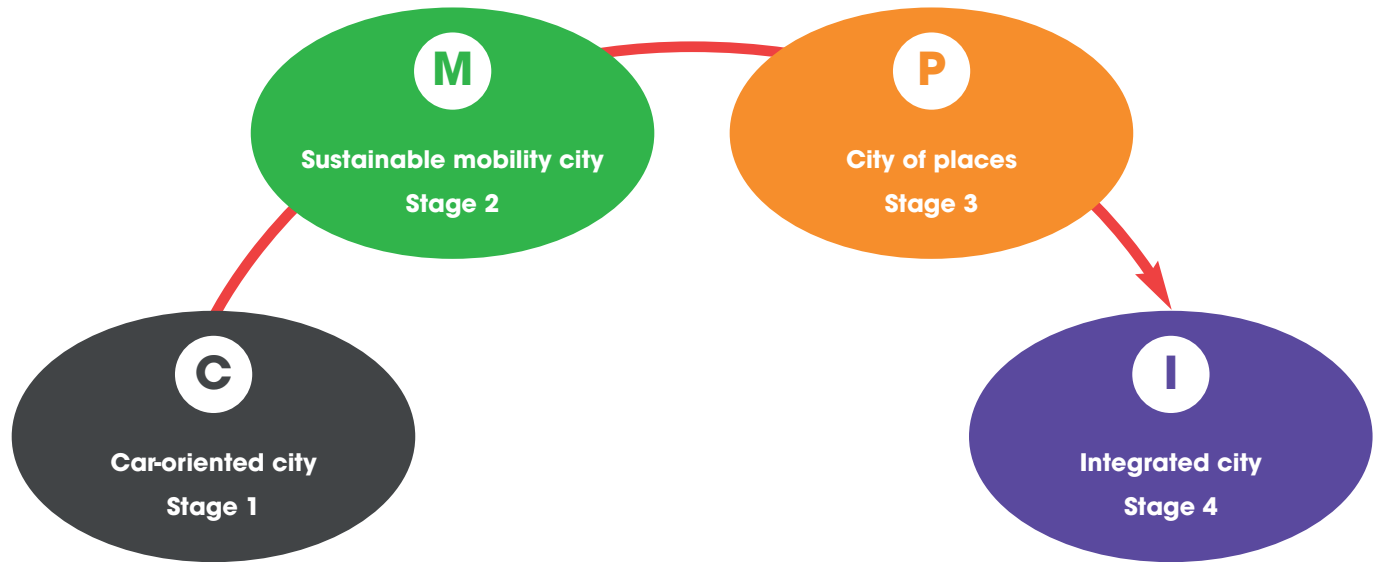 C
Car-oriented city
Stage 1
M
Sustainable mobility city
Stage 2
P
City of places
Stage 3
I
Integrated city
Stage 4